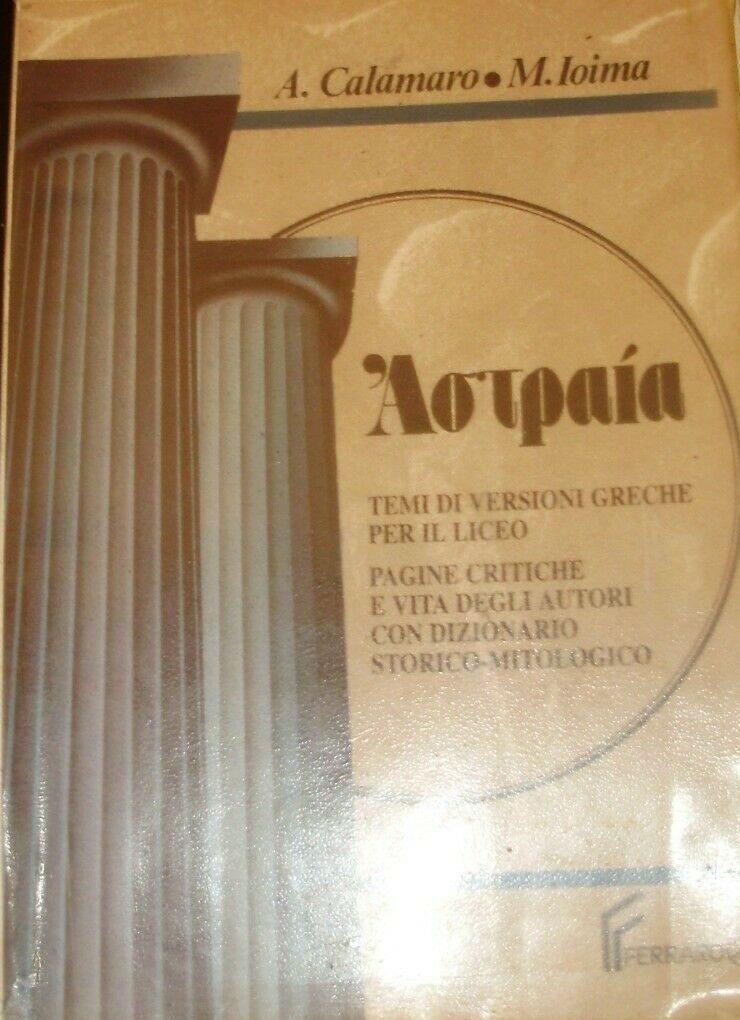 A. Calamaro • M. Ioima
Ἀστραία
TEMI DI VERSIONI GRECHE
PER IL LICEO
PAGINE CRITICHE
E VITA DEGLI AUTORI
CON DIZIONARIO
STORICO-MITOLOGICO